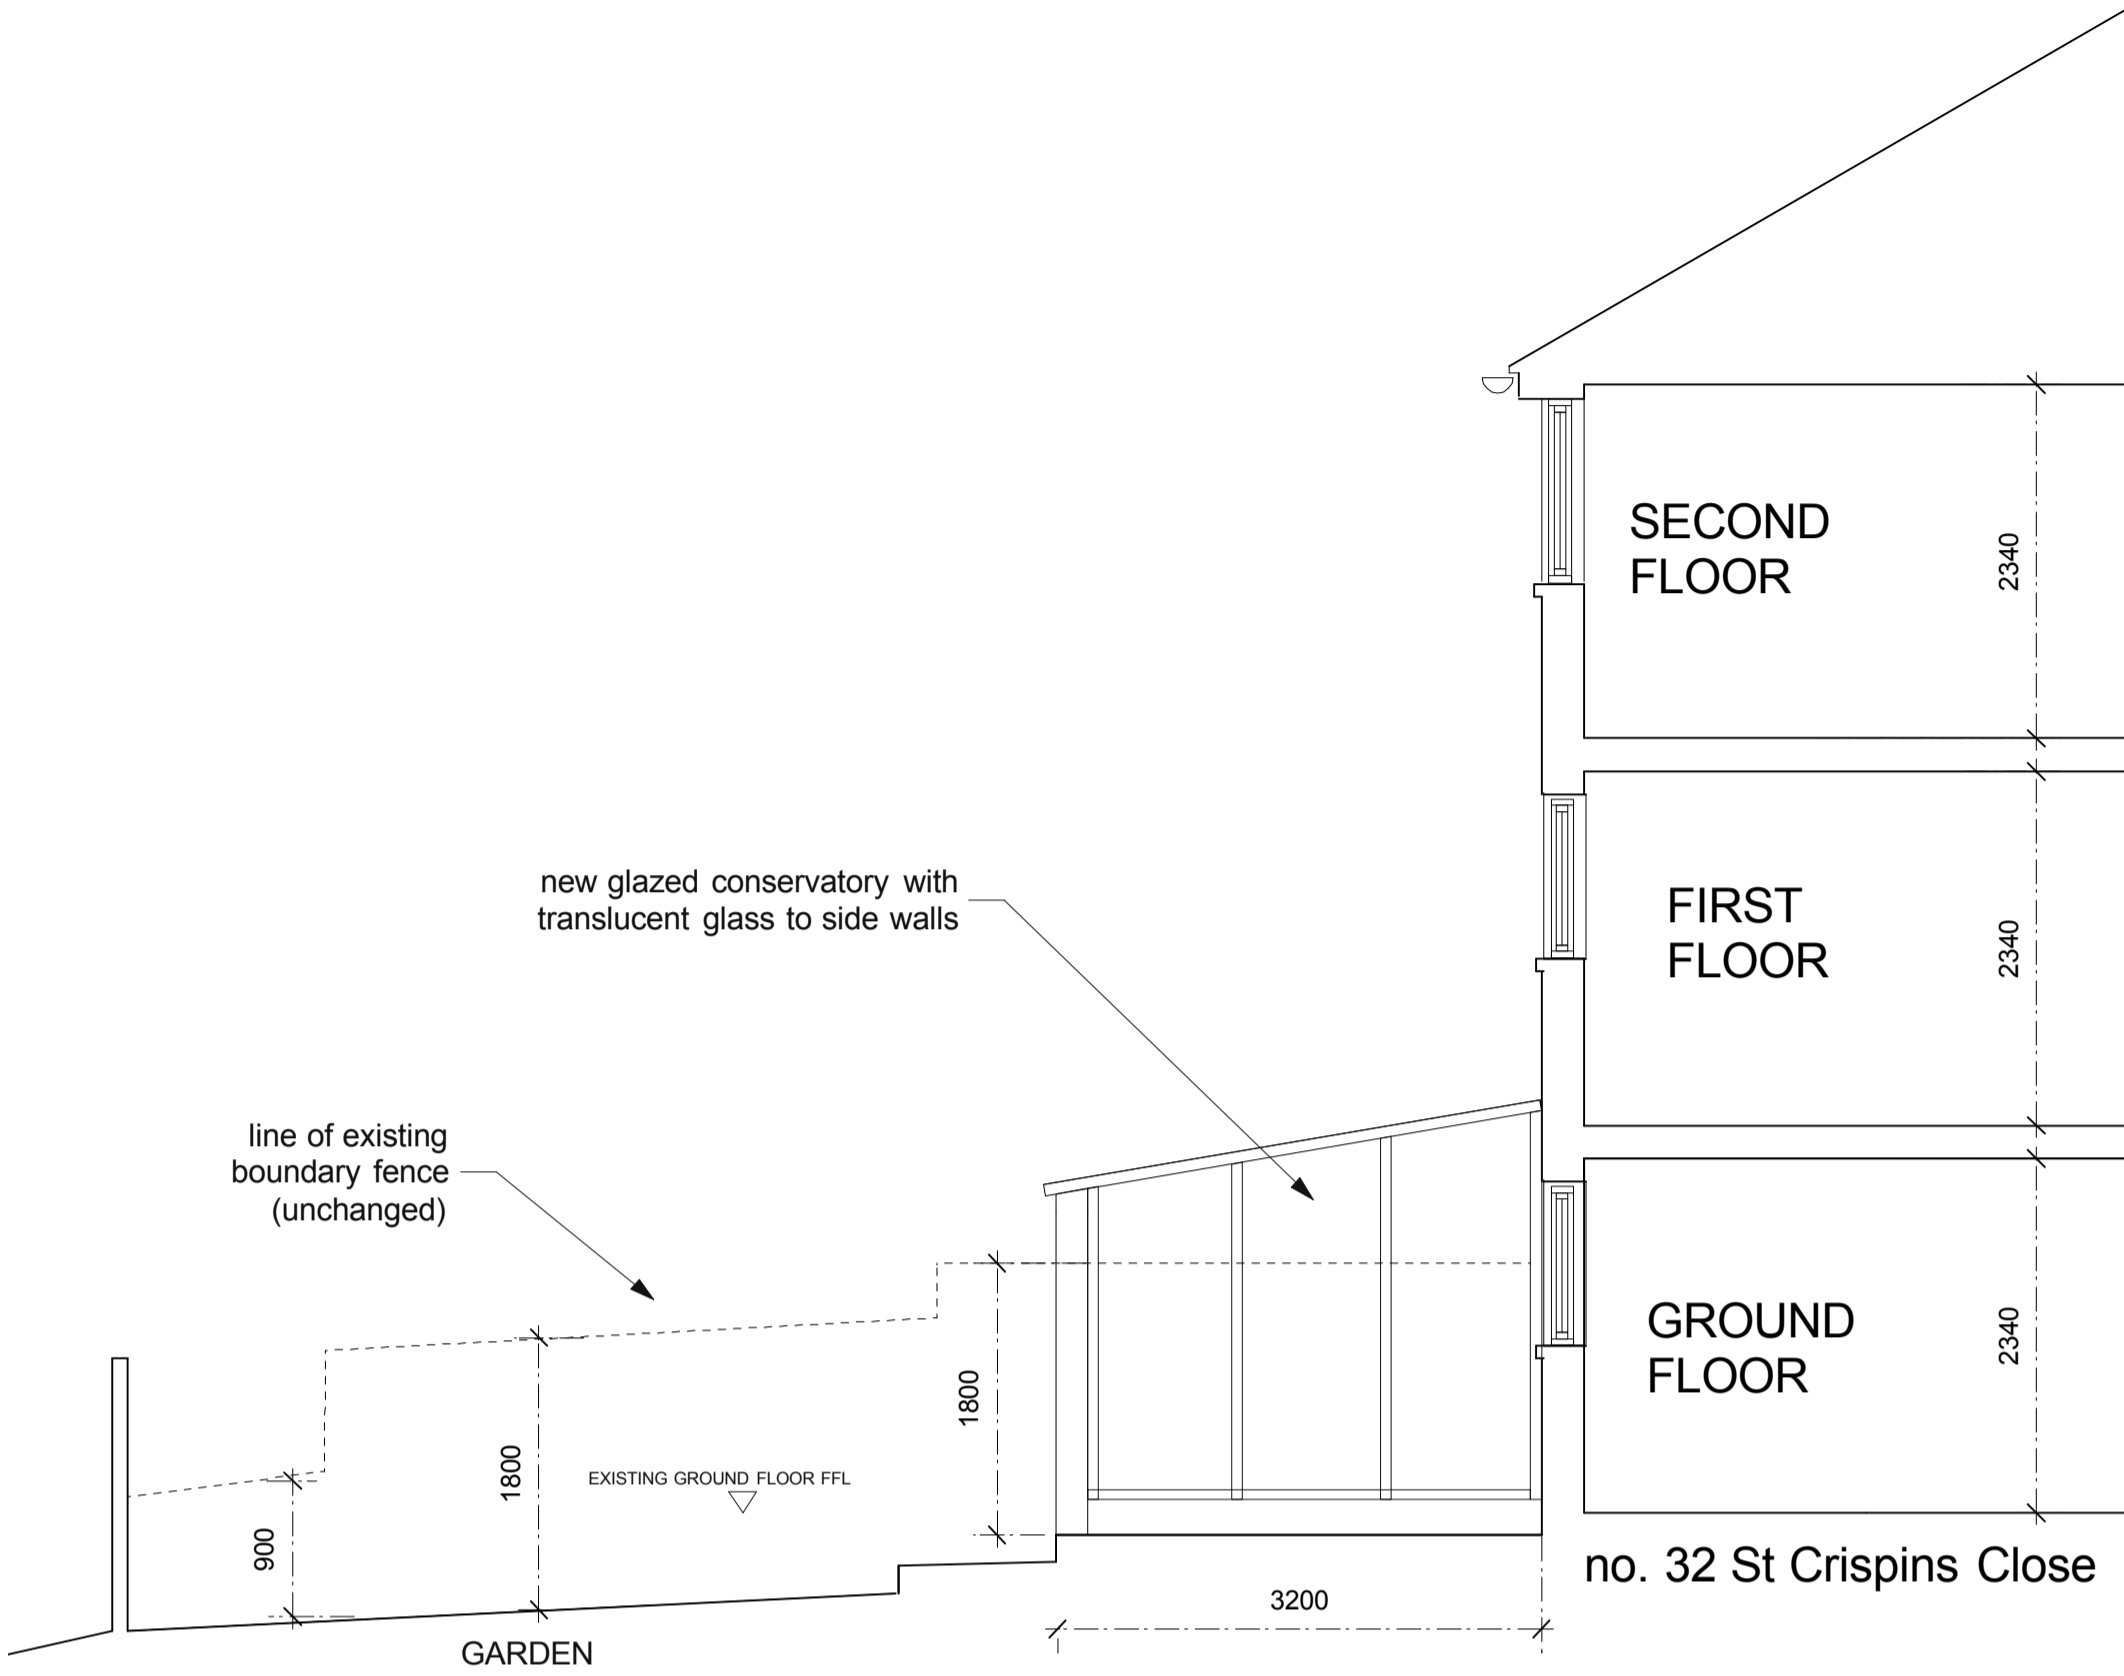 SECOND
FLOOR
2340
new glazed conservatory with
translucent glass to side walls
FIRST
FLOOR
2340
line of existing
boundary fence
(unchanged)
GROUND
FLOOR
2340
1800
1800
EXISTING GROUND FLOOR FFL
900
no. 32 St Crispins Close
3200
GARDEN